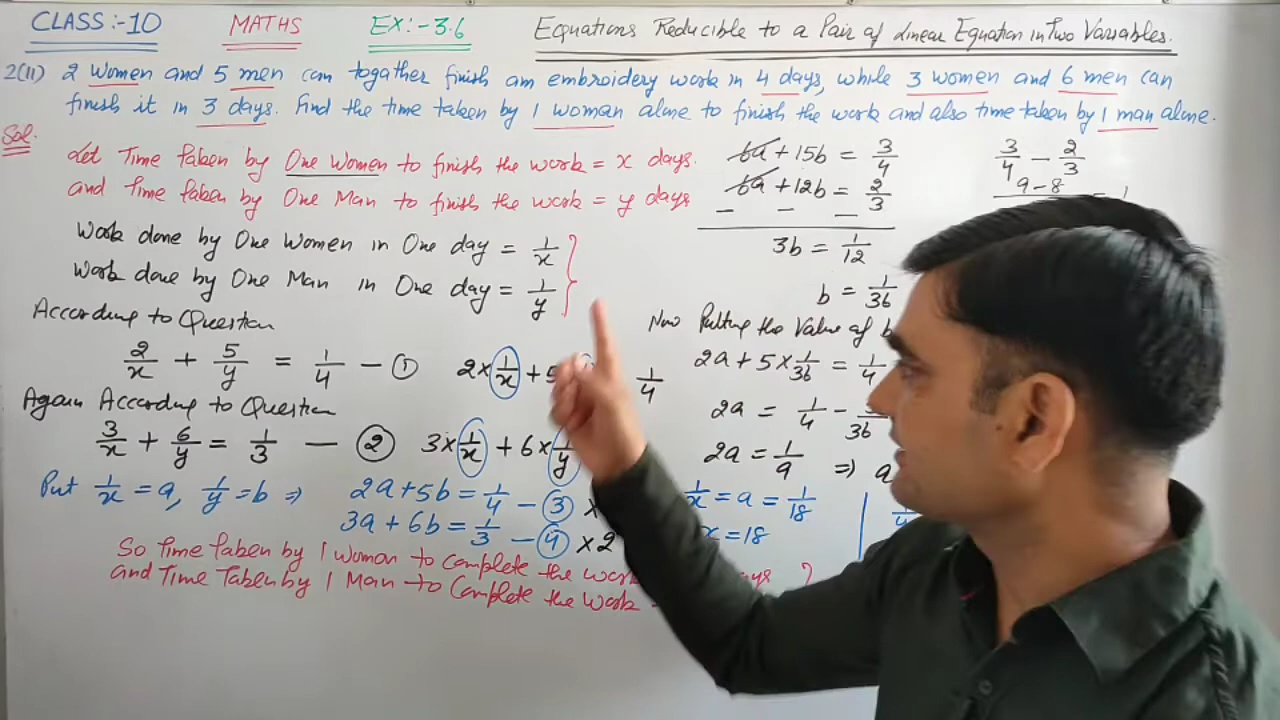 CLASS:-10 MATHS EX:-3.6 Equations Reducible to a Pair of Linear Equation in Two Variables.
2(II) 2 women and 5 men can togather finish an embroidery work in 4 days, while 3 women and 6 men can
finish it in 3 days. Find the time taken by 1 woman alone to finish the work and also time taken by 1 man alone.
Sol.
Let Time taken by One Women to finish the work = x days.
and Time taken by One Man to finish the work = y days
Work done by One Women in One day = 1/x
Work done by One Man in One day = 1/y
According to Question
2/x + 5/y = 1/4 - ① 2×1/x + 5 1/4
Again According to Question
3/x + 6/y = 1/3 - ② 3×1/x + 6×1/y
Put 1/x = a, 1/y = b ⇒ 2a+5b = 1/4 - ③ ×
3a + 6b = 1/3 - ④ ×2
So Time taken by 1 woman to complete the work days
and Time Taken by 1 Man to Complete the Work
6a + 15b = 3/4
6a + 12b = 2/3
- - -
3b = 1/12
b = 1/36
Now Putting the Value of b
2a + 5×1/36 = 1/4
2a = 1/4 - /36
2a = 1/9 ⇒ a
1/x = a = 1/18
x = 18
3/4 - 2/3
9-8 = 1